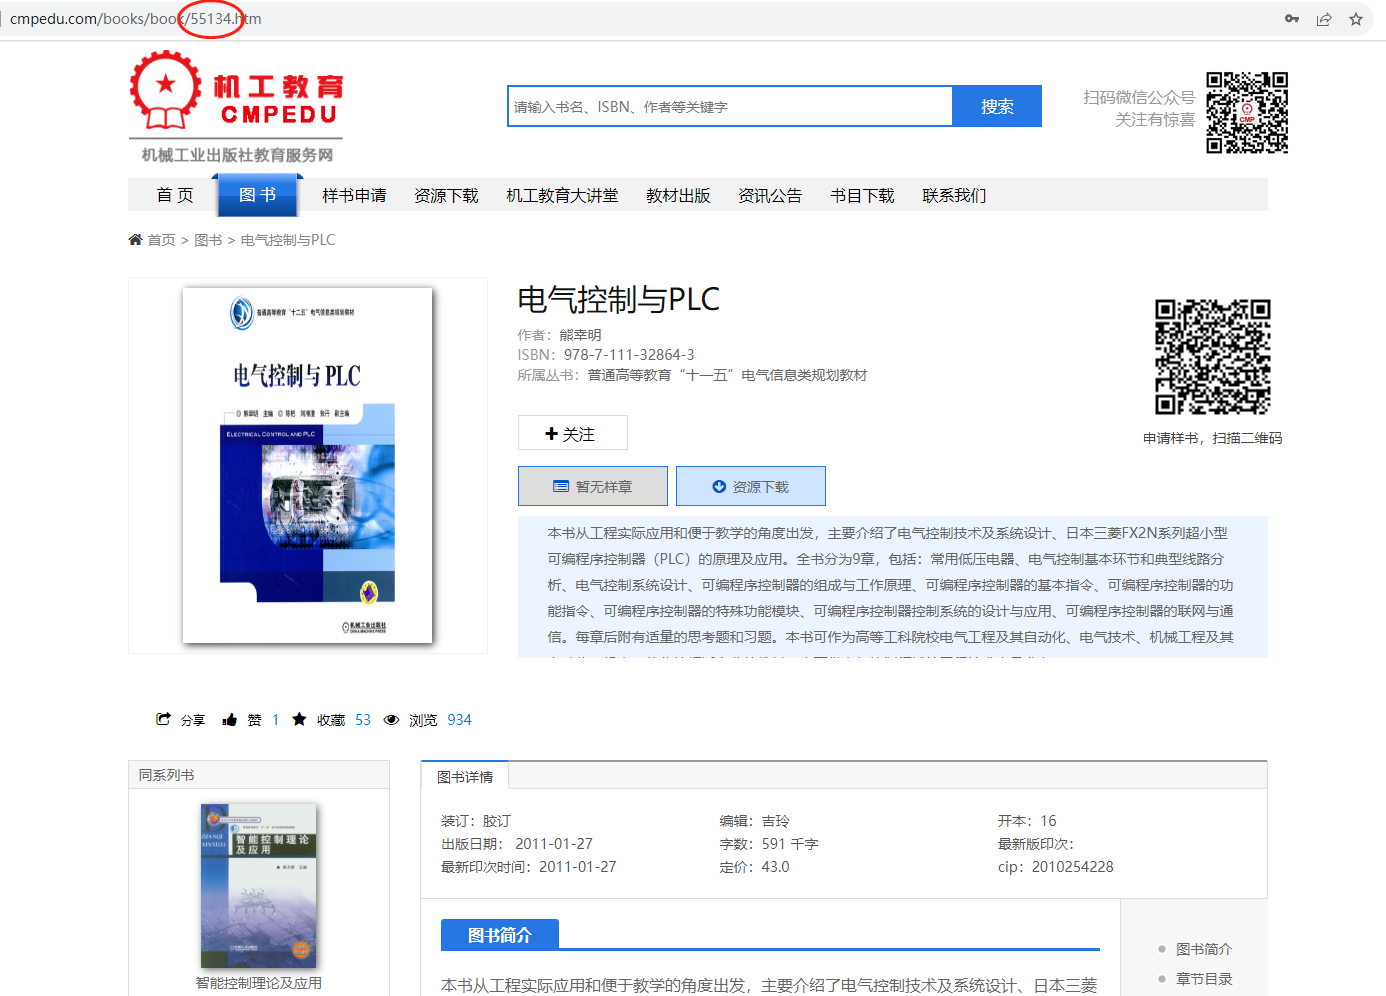 cmpedu.com/books/book/55134.htm
机工教育
CMPEDU
机械工业出版社教育服务网
请输入书名、ISBN、作者等关键字
搜索
扫码微信公众号
关注有惊喜
CMP
首 页
图 书
样书申请
资源下载
机工教育大讲堂
教材出版
资讯公告
书目下载
联系我们
首页 > 图书 > 电气控制与PLC
普通高等教育“十二五”电气信息类规划教材
电气控制与 PLC
ELECTRICAL CONTROL AND PLC
机械工业出版社
CHINA MACHINE PRESS
电气控制与PLC
作者：熊幸明
ISBN：978-7-111-32864-3
所属丛书：普通高等教育“十一五”电气信息类规划教材
关注
暂无样章
资源下载
申请样书，扫描二维码
本书从工程实际应用和便于教学的角度出发，主要介绍了电气控制技术及系统设计、日本三菱FX2N系列超小型
可编程序控制器（PLC）的原理及应用。全书分为9章，包括：常用低压电器、电气控制基本环节和典型线路分
析、电气控制系统设计、可编程序控制器的组成与工作原理、可编程序控制器的基本指令、可编程序控制器的功
能指令、可编程序控制器的特殊功能模块、可编程序控制器控制系统的设计与应用、可编程序控制器的联网与通
信。每章后附有适量的思考题和习题。本书可作为高等工科院校电气工程及其自动化、电气技术、机械工程及其
分享 赞 1 收藏 53 浏览 934
同系列书
智能控制理论
及应用
智能控制理论及应用
图书详情
装订：胶订
编辑：吉玲
开本：16
出版日期： 2011-01-27
字数：591 千字
最新版印次：
最新印次时间：2011-01-27
定价：43.0
cip：2010254228
图书简介
本书从工程实际应用和便于教学的角度出发，主要介绍了电气控制技术及系统设计、日本三菱
图书简介
章节目录